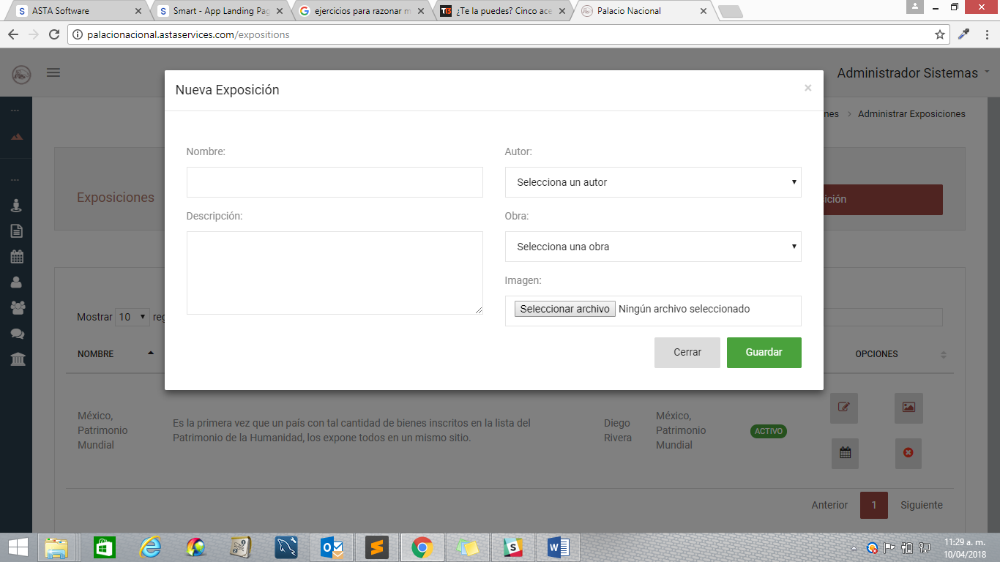 ASTA Software
Smart - App Landing Pag
ejercicios para razonar m
¿Te la puedes? Cinco ace
Palacio Nacional
palacionacional.astaservices.com/expositions
Administrador Sistemas
nes > Administrar Exposiciones
Exposiciones
sición
Nueva Exposición
×
Nombre:
Autor:
Selecciona un autor
Descripción:
Obra:
Selecciona una obra
Imagen:
Seleccionar archivo Ningún archivo seleccionado
Cerrar
Guardar
Mostrar 10 reg
NOMBRE
OPCIONES
México,
Patrimonio
Mundial
Es la primera vez que un país con tal cantidad de bienes inscritos en la lista del
Patrimonio de la Humanidad, los expone todos en un mismo sitio.
Diego
Rivera
México,
Patrimonio
Mundial
ACTIVO
Anterior 1 Siguiente
11:29 a. m.
10/04/2018